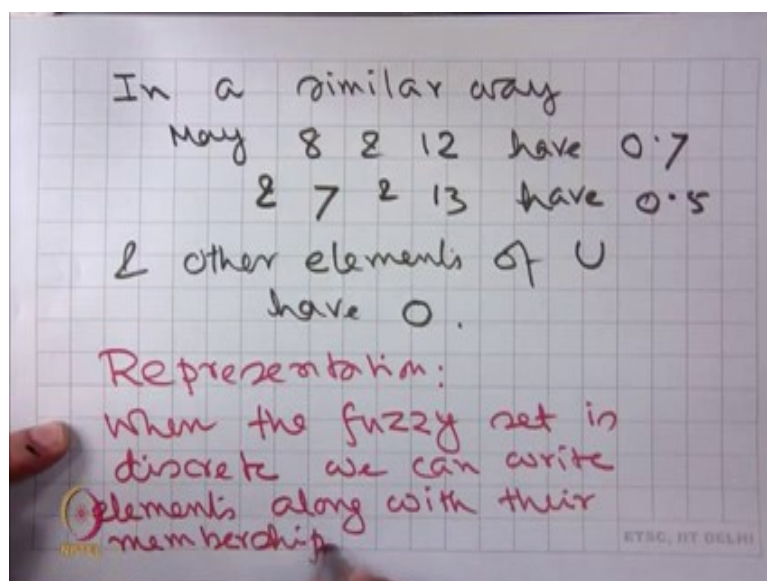 In a similar way
May 8 & 12 have 0.7
& 7 & 13 have 0.5
& other elements of U
have 0.
Representation:
When the fuzzy set is
discrete we can write
elements along with their
membership
NPTEL
ETSC, IIT DELHI